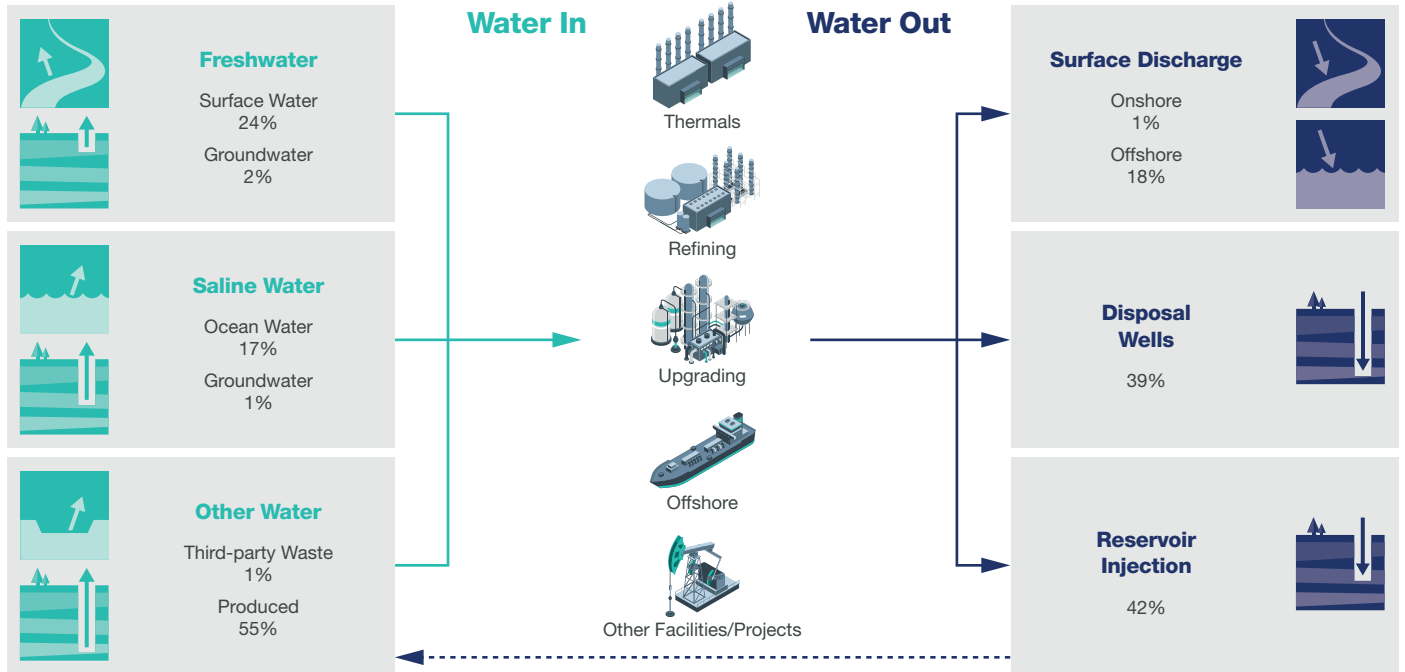 Water In
Water Out
Freshwater
Surface Water
24%
Groundwater
2%
Saline Water
Ocean Water
17%
Groundwater
1%
Other Water
Third-party Waste
1%
Produced
55%
Thermals
Refining
Upgrading
Offshore
Other Facilities/Projects
Surface Discharge
Onshore
1%
Offshore
18%
Disposal
Wells
39%
Reservoir
Injection
42%